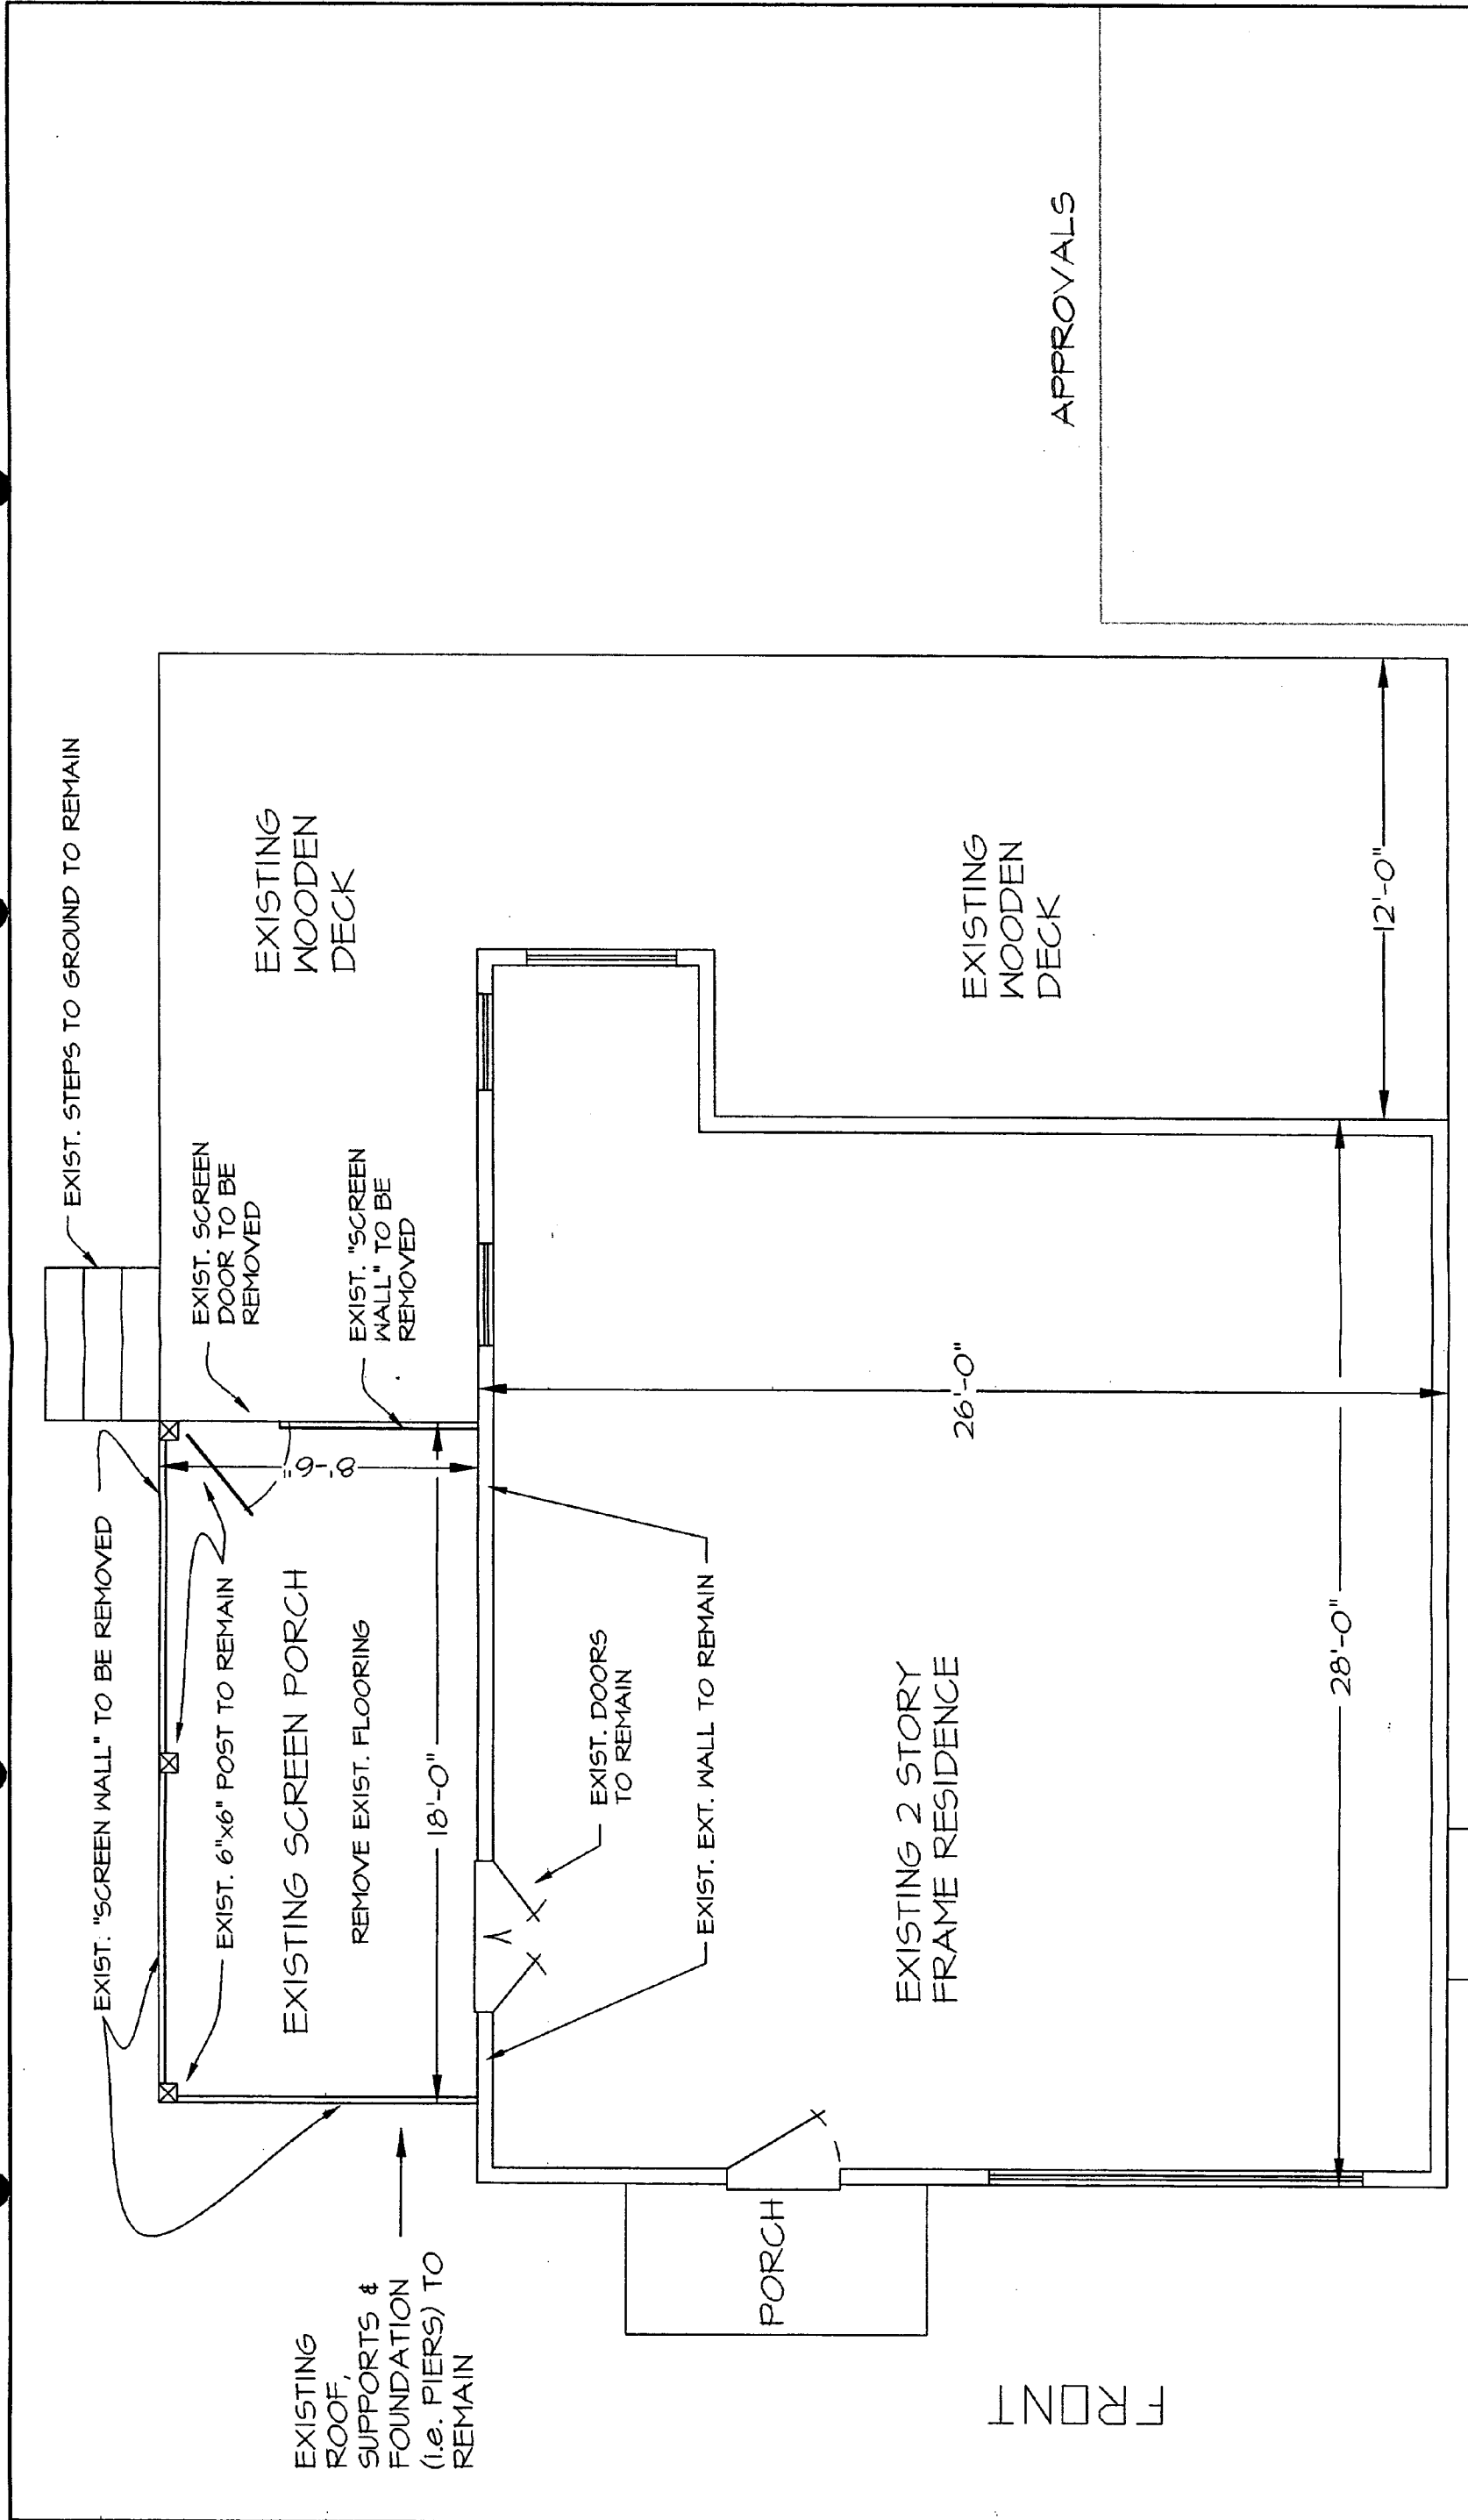 EXIST. STEPS TO GROUND TO REMAIN
EXIST. "SCREEN WALL" TO BE REMOVED
EXIST. SCREEN
DOOR TO BE
REMOVED
EXIST. 6"x6" POST TO REMAIN
EXISTING
WOODEN
DECK
EXISTING SCREEN PORCH
EXIST. "SCREEN
WALL" TO BE
REMOVED
8'-6"
REMOVE EXIST. FLOORING
18'-0"
EXISTING
ROOF,
SUPPORTS &
FOUNDATION
(i.e. PIERS) TO
REMAIN
EXIST. DOORS
TO REMAIN
EXIST. EXT. WALL TO REMAIN
PORCH
EXISTING 2 STORY
FRAME RESIDENCE
26'-0"
EXISTING
WOODEN
DECK
FRONT
28'-0"
12'-0"
APPROVALS